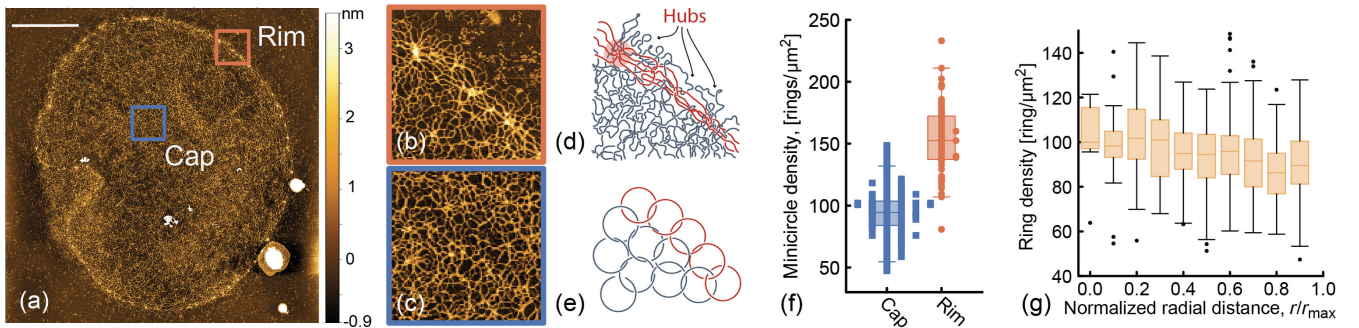 nm
3
2
1
0
-0.9
Rim
Cap
(a)
(b)
(c)
Hubs
(d)
(e)
Minicircle density, [rings/μm²]
250
200
150
100
50
Cap
Rim
(f)
Ring density [ring/μm²]
140
120
100
80
60
40
0.0
0.2
0.4
0.6
0.8
1.0
(g)
Normalized radial distance, r/rmax